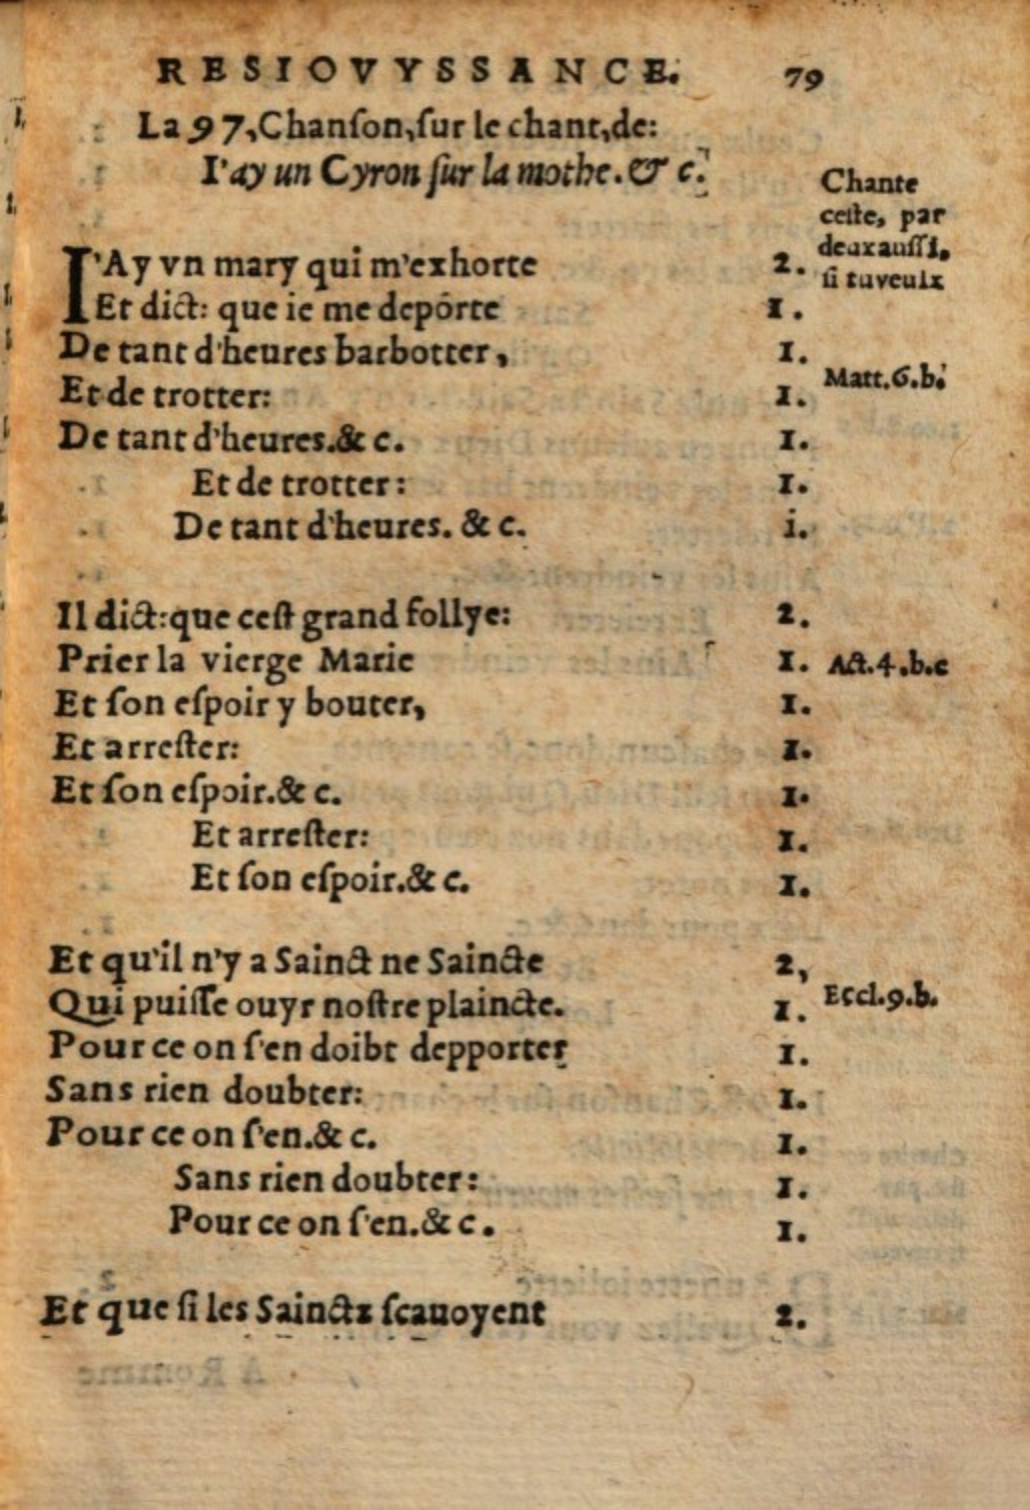 RESIOVYSSANCE. 79
La 97, Chanſon, ſur le chant, de:
I'ay un Cyron ſur la mothe. & c.
Chante
ceſte, par
deux auſſi,
ſi tu veulx
I'Ay vn mary qui m'exhorte 2.
Et dict: que ie me depórte 1.
De tant d'heures barbotter, 1.
Matt.6.b.
Et de trotter: 1.
De tant d'heures.& c. 1.
Et de trotter: 1.
De tant d'heures. & c. i.
Il dict: que ceſt grand follye: 2.
Prier la vierge Marie 1. Act.4.b.c
Et ſon eſpoir y bouter, 1.
Et arreſter: 1.
Et ſon eſpoir.& c. 1.
Et arreſter: 1.
Et ſon eſpoir.& c. 1.
Et qu'il n'y a Sainct ne Saincte 2,
Qui puiſſe ouyr noſtre plaincte. 1. Eccl.9.b.
Pour ce on ſ'en doibt depporter 1.
Sans rien doubter: 1.
Pour ce on ſ'en.& c. 1.
Sans rien doubter: 1.
Pour ce on ſ'en.& c. 1.
Et que ſi les Sainctz ſcauoyent 2.